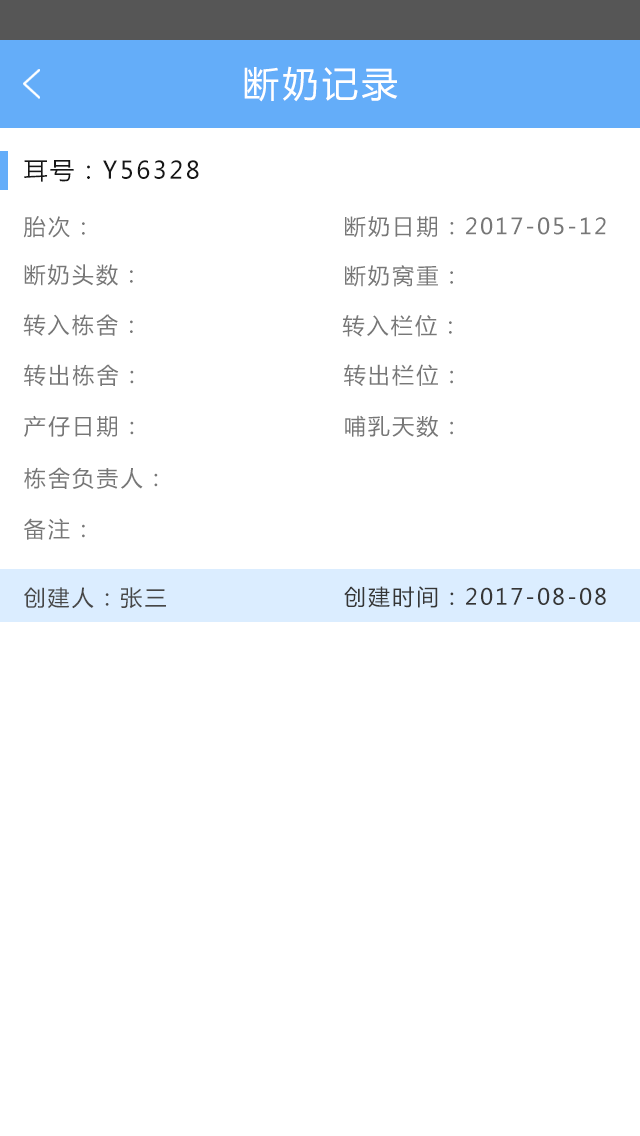 断奶记录
耳号：Y56328
胎次： 断奶日期：2017-05-12
断奶头数： 断奶窝重：
转入栋舍： 转入栏位：
转出栋舍： 转出栏位：
产仔日期： 哺乳天数：
栋舍负责人：
备注：
创建人：张三 创建时间：2017-08-08